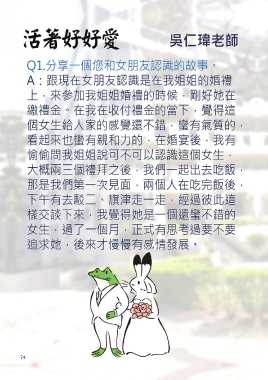 活著好好愛
吳仁瑋老師
Q1.分享一個您和女朋友認識的故事。
A：跟現在女朋友認識是在我姐姐的婚禮
上，來參加我姐姐婚禮的時候，剛好她在
繳禮金。在我在收付禮金的當下，覺得這
個女生給人家的感覺還不錯，蠻有氣質的，
看起來也蠻有親和力的，在婚宴後，我有
偷偷問我姐姐說可不可以認識這個女生，
大概兩三個禮拜之後，我們一起出去吃飯，
那是我們第一次見面，兩個人在吃完飯後，
下午有去駁二、旗津走一走，經過彼此這
樣交談下來，我覺得她是一個還蠻不錯的
女生，過了一個月，正式有思考過要不要
追求她，後來才慢慢有感情發展。
74